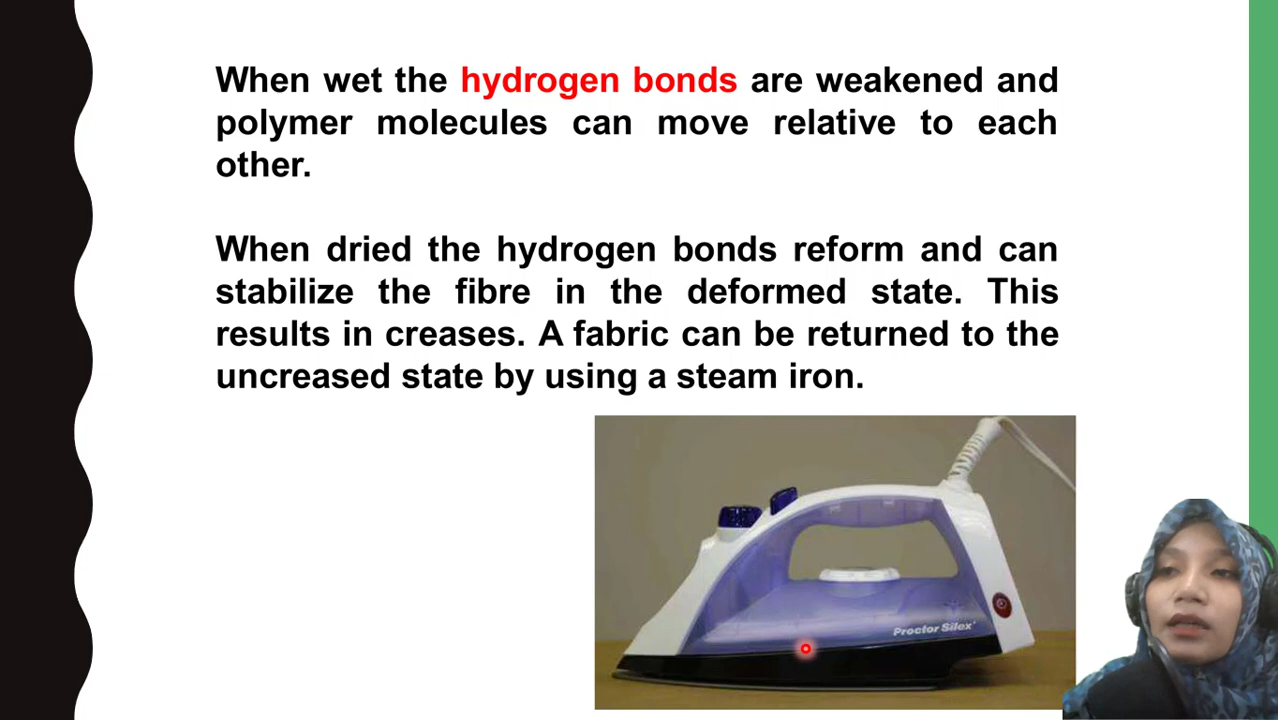 When wet the hydrogen bonds are weakened and
polymer molecules can move relative to each
other.
When dried the hydrogen bonds reform and can
stabilize the fibre in the deformed state. This
results in creases. A fabric can be returned to the
uncreased state by using a steam iron.
Proctor Silex